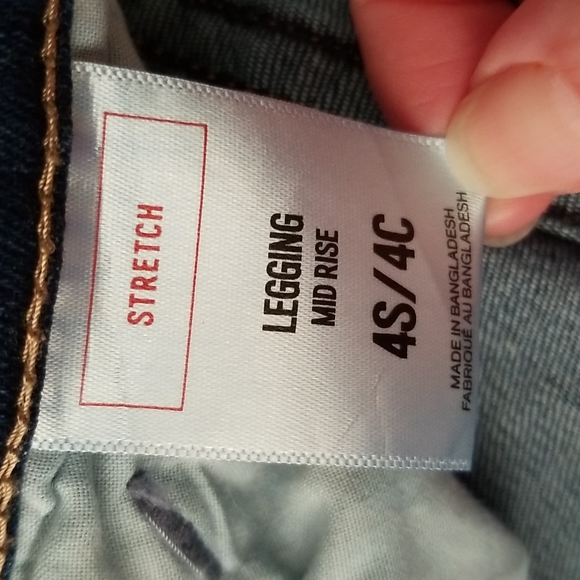 STRETCH
LEGGING
MID RISE
4S/4C
MADE IN BANGLADESH
FABRIQUÉ AU BANGLADESH